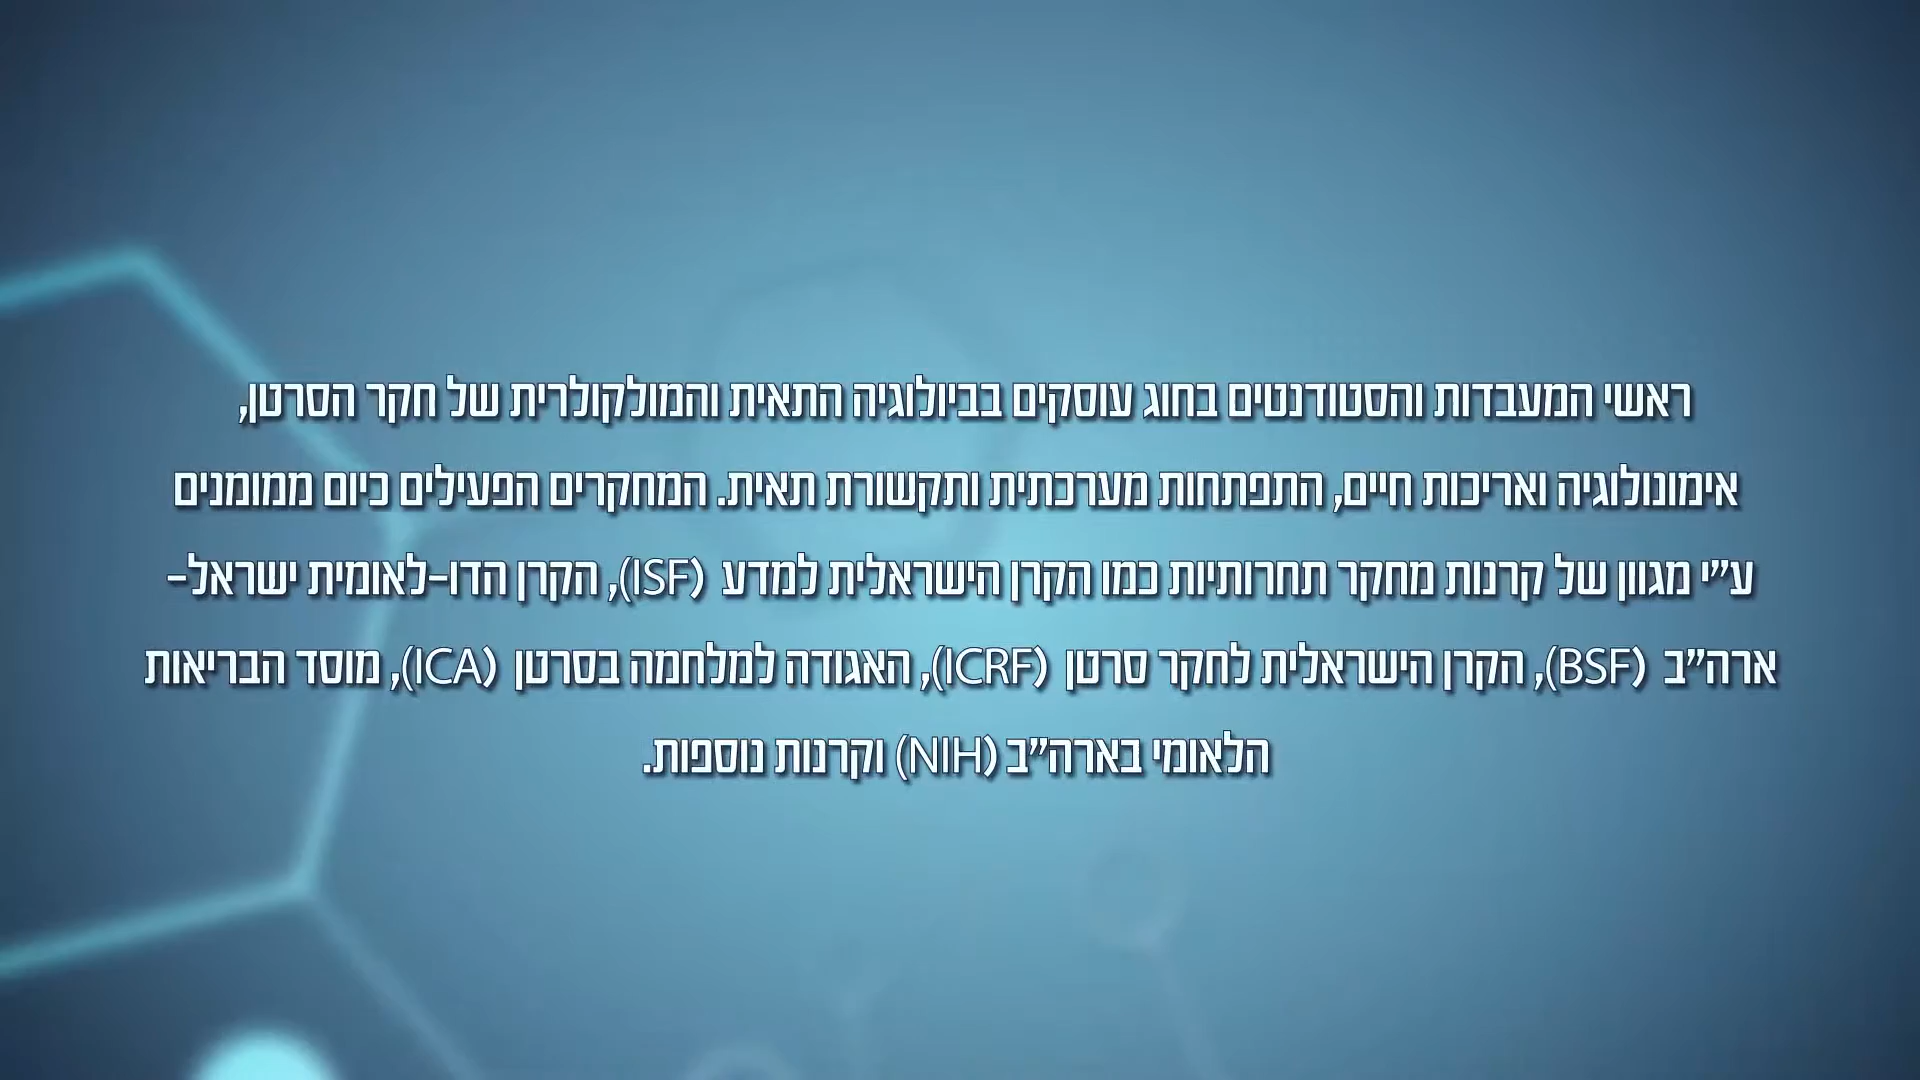 ראשי המעבדות והסטודנטים בחוג עוסקים בביולוגיה התאית והמולקולרית של חקר הסרטן,
אימונולוגיה ואריכות חיים, התפתחות מערכתית ותקשורת תאית. המחקרים הפעילים כיום ממומנים
ע"י מגוון של קרנות מחקר תחרותיות כמו הקרן הישראלית למדע (ISF), הקרן הדו-לאומית ישראל-
ארה"ב (BSF), הקרן הישראלית לחקר סרטן (ICRF), האגודה למלחמה בסרטן (ICA), מוסד הבריאות
הלאומי בארה"ב (NIH) וקרנות נוספות.